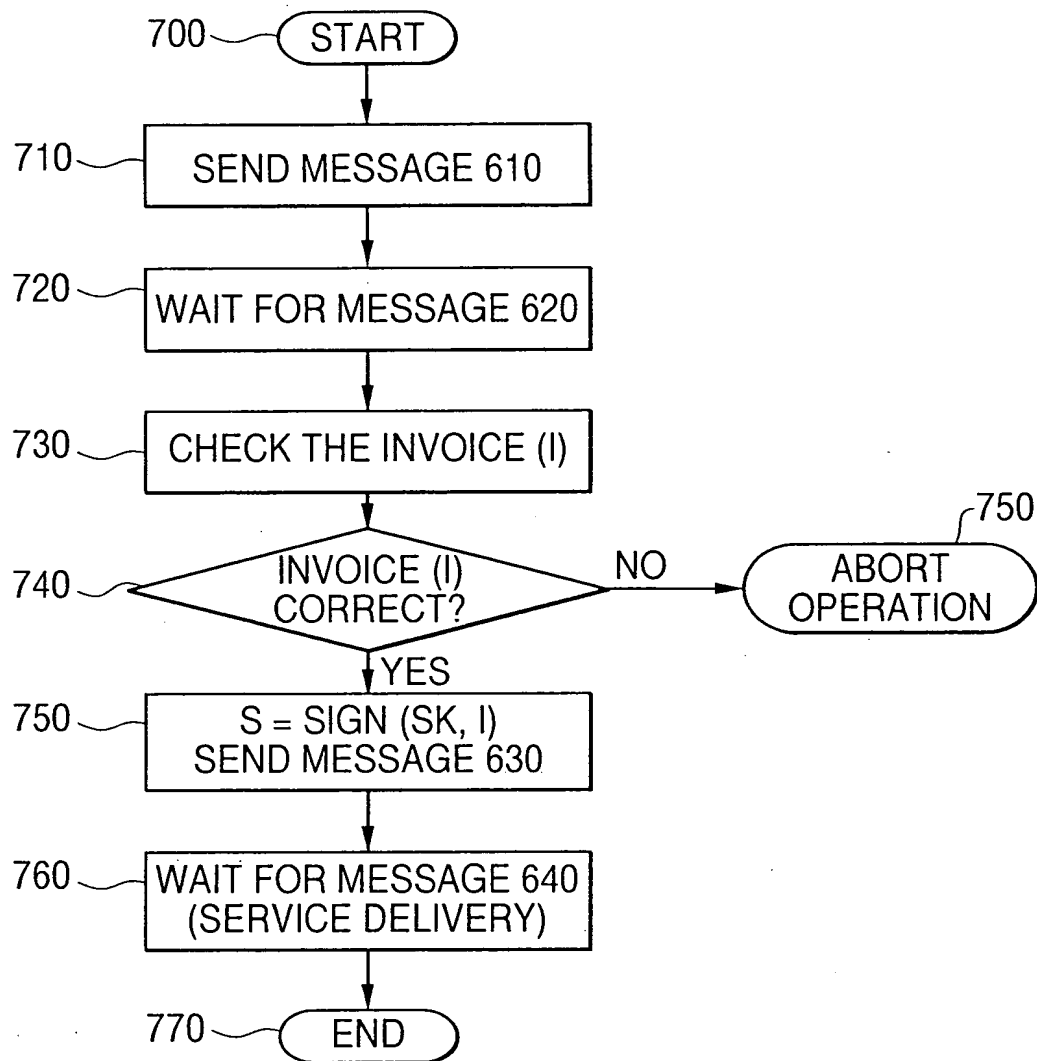 700
START
710
SEND MESSAGE 610
720
WAIT FOR MESSAGE 620
730
CHECK THE INVOICE (I)
740
INVOICE (I)
CORRECT?
NO
750
ABORT
OPERATION
YES
750
S = SIGN (SK, I)
SEND MESSAGE 630
760
WAIT FOR MESSAGE 640
(SERVICE DELIVERY)
770
END